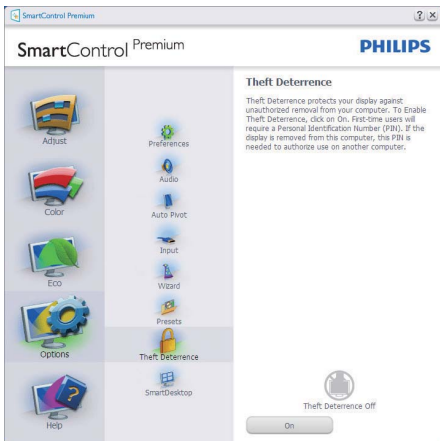 SmartControl Premium
SmartControl Premium
PHILIPS
Adjust
Color
Eco
Options
Help
Preferences
Audio
Auto Pivot
Input
Wizard
Presets
Theft Deterrence
SmartDesktop
Theft Deterrence
Theft Deterrence protects your display against
unauthorized removal from your computer. To Enable
Theft Deterrence, click on On. First-time users will
require a Personal Identification Number (PIN). If the
display is removed from this computer, this PIN is
needed to authorize use on another computer.
Theft Deterrence Off
On